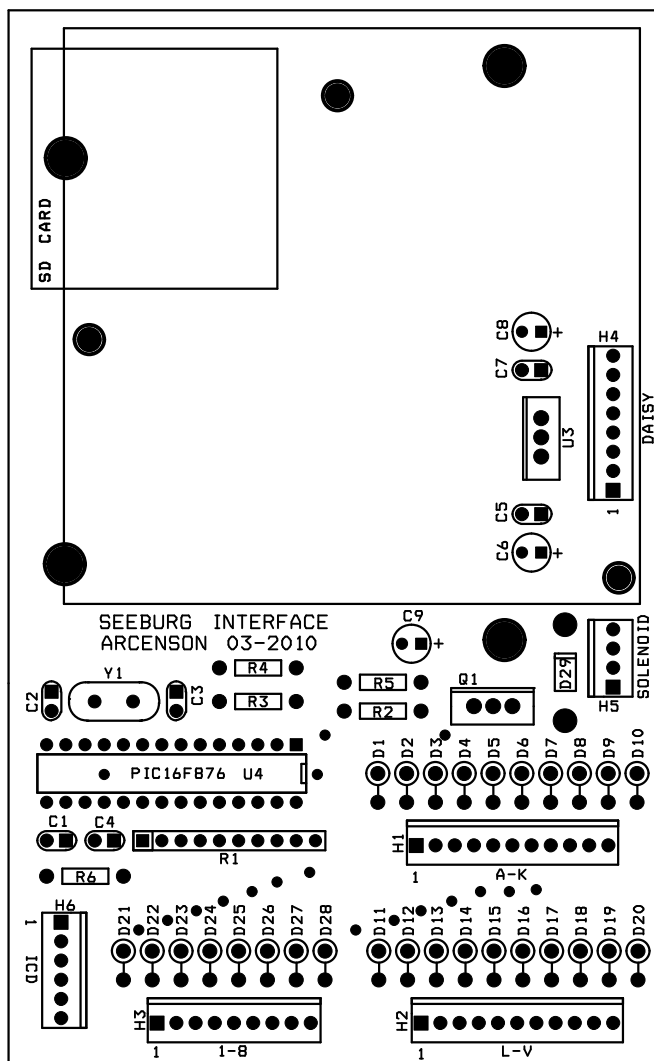 SD CARD
C8 +
H4
C7
U3
DAISY
C5
1
C6 +
SEEBURG INTERFACE
ARCENSON 03-2010
C9 +
SOLENOID
R4
Y1
C2
C3
R3
R5
R2
Q1
D29
H5
PIC16F876 U4
D1 D2 D3 D4 D5 D6 D7 D8 D9 D10
C1 C4
R1
H1
1 A-K
R6
H6
1
ICD
D21 D22 D23 D24 D25 D26 D27 D28
D11 D12 D13 D14 D15 D16 D17 D18 D19 D20
H3
1 1-8
H2
1 L-V